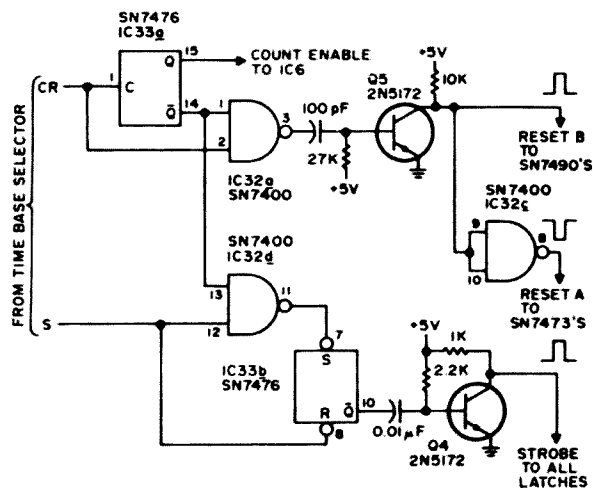 SN7476
IC33a
15
Q
COUNT ENABLE
TO IC6
CR
1
C
Q̄
14
1
2
3
100 pF
27K
+5V
Q5
2N5172
+5V
10K
RESET B
TO
SN7490'S
IC32a
SN7400
FROM TIME BASE SELECTOR
SN7400
IC32c
9
8
10
RESET A
TO
SN7473'S
SN7400
IC32d
13
11
12
S
IC33b
SN7476
7
S
Q̄
10
R
8
0.01µF
+5V
1K
2.2K
Q4
2N5172
STROBE
TO ALL
LATCHES